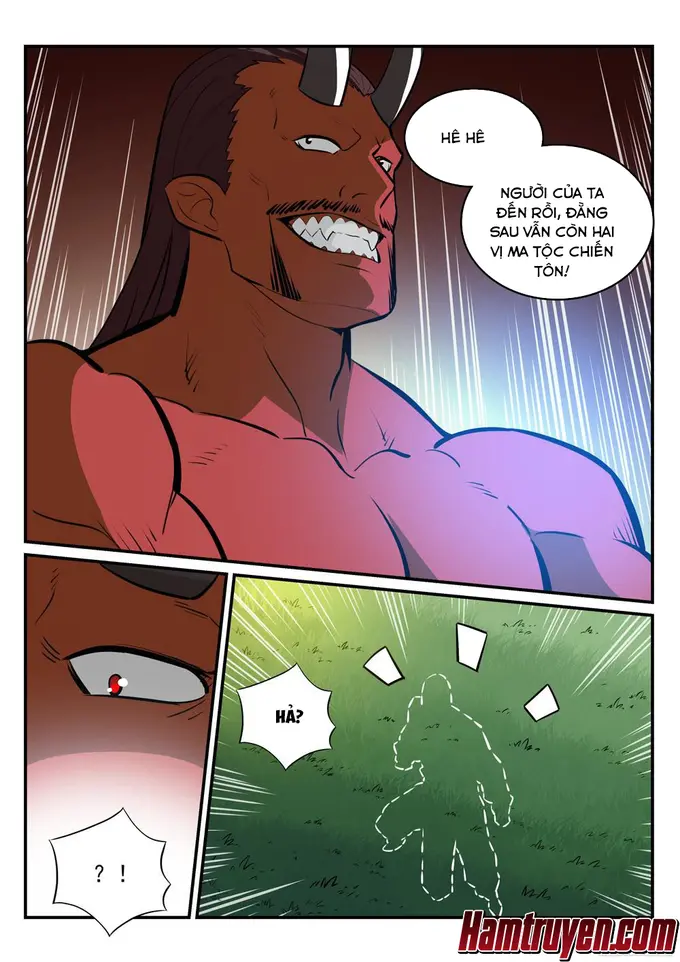 HÊ HÊ
NGƯỜI CỦA TA
ĐẾN RỒI, ĐẰNG
SAU VẪN CÒN HAI
VỊ MA TỘC CHIẾN
TÔN!
HẢ?
? !
Hamtruyen.com